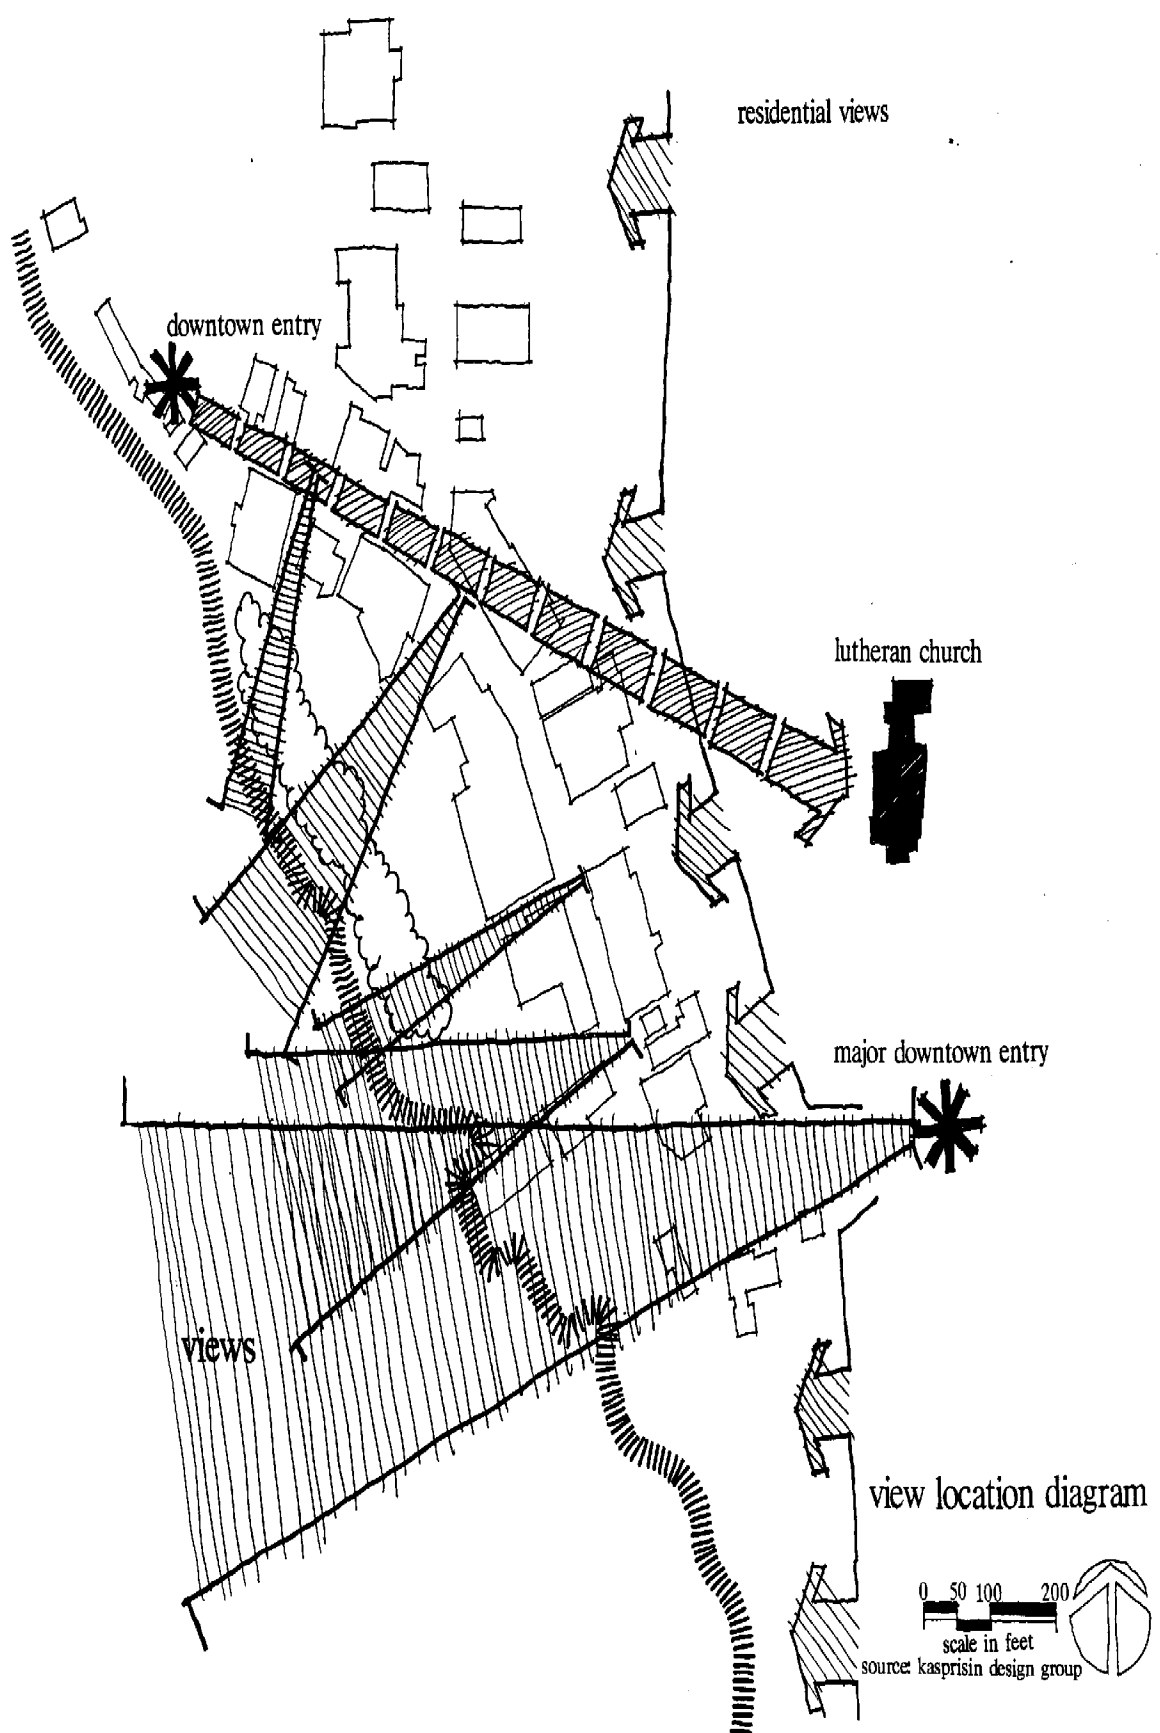 residential views
downtown entry
lutheran church
major downtown entry
views
view location diagram
0 50 100 200
scale in feet
source: kasprisin design group